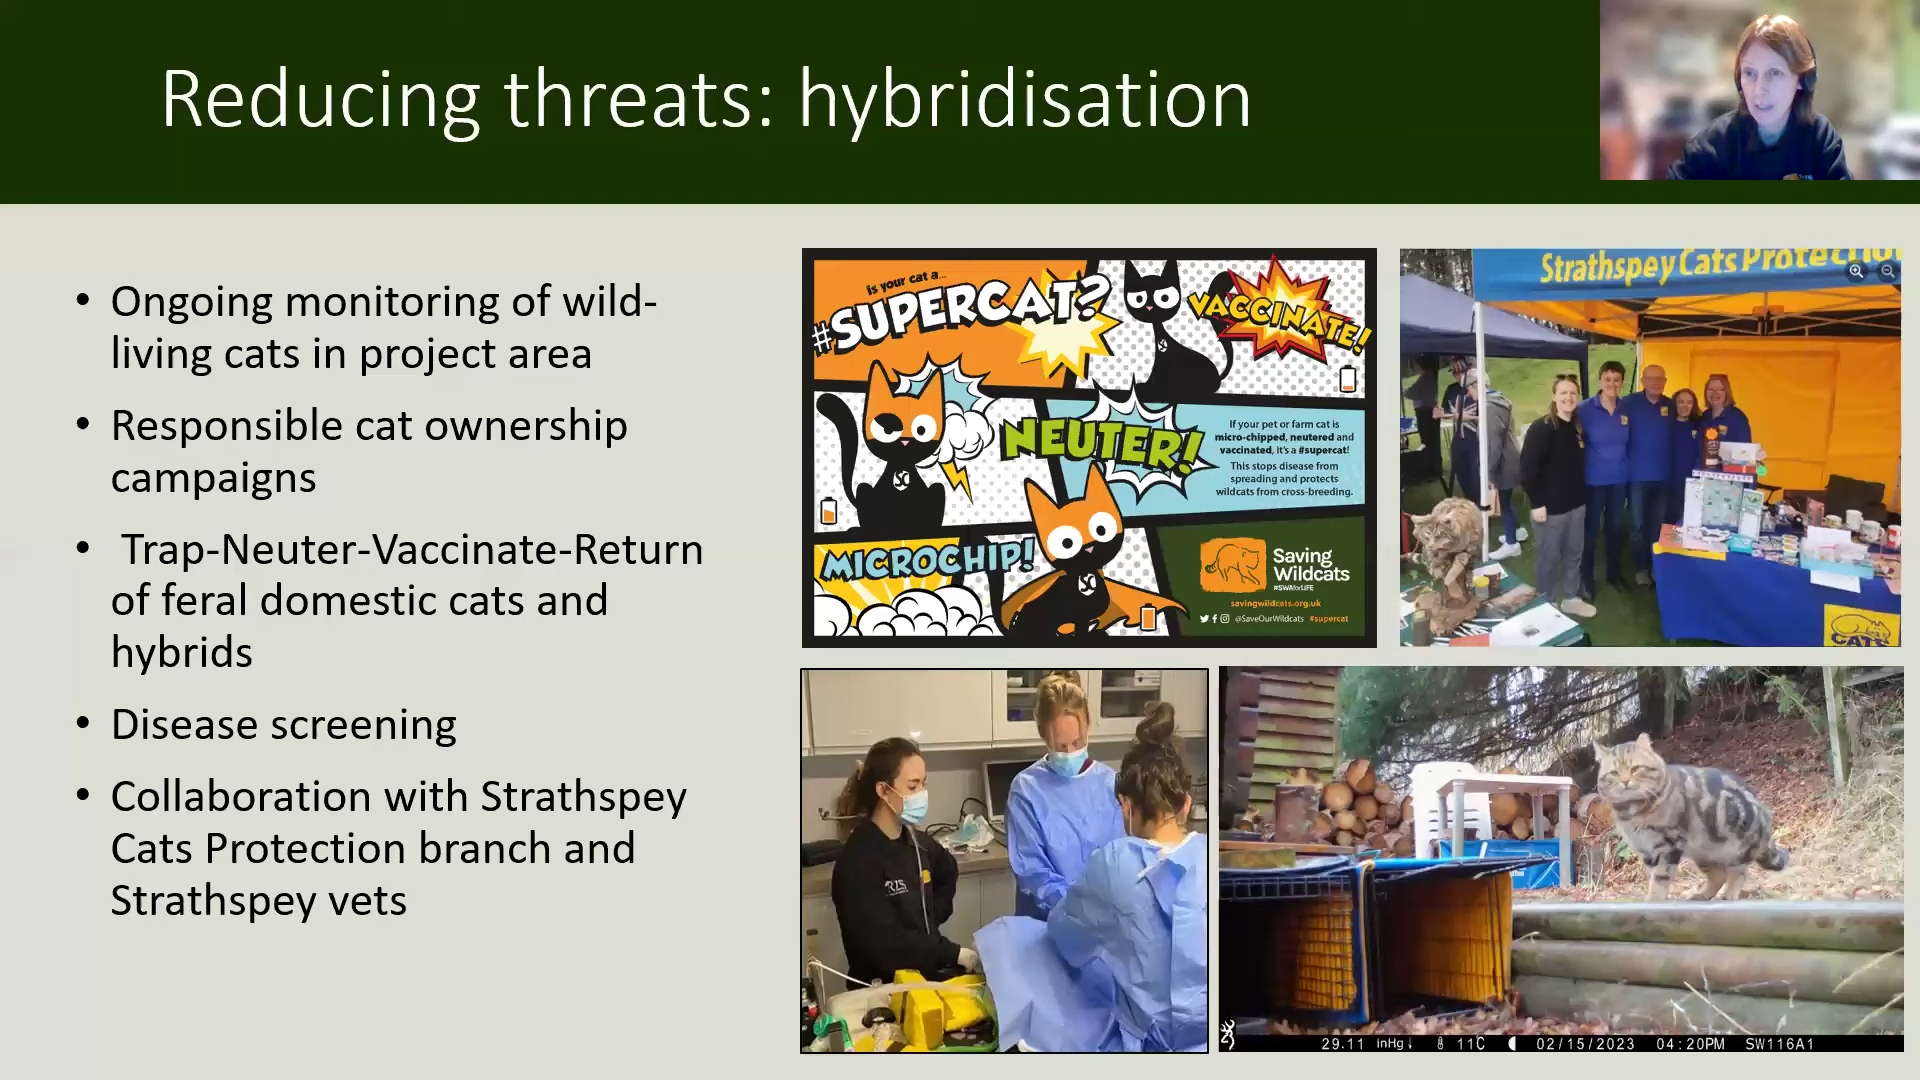 Reducing threats: hybridisation
• Ongoing monitoring of wild-
living cats in project area
• Responsible cat ownership
campaigns
• Trap-Neuter-Vaccinate-Return
of feral domestic cats and
hybrids
• Disease screening
• Collaboration with Strathspey
Cats Protection branch and
Strathspey vets
is your cat a...
#SUPERCAT?
VACCINATE!
NEUTER!
If your pet or farm cat is
micro-chipped, neutered and
vaccinated, it's a #supercat!
This stops disease from
spreading and protects
wildcats from cross-breeding.
MICROCHIP!
SC
Saving
Wildcats
#SWAforLIFE
savingwildcats.org.uk
@SaveOurWildcats #supercat
Strathspey Cats Protection
CATS
RZSS
29.11 inHg↓ 11C 02/15/2023 04:20PM SW116A1